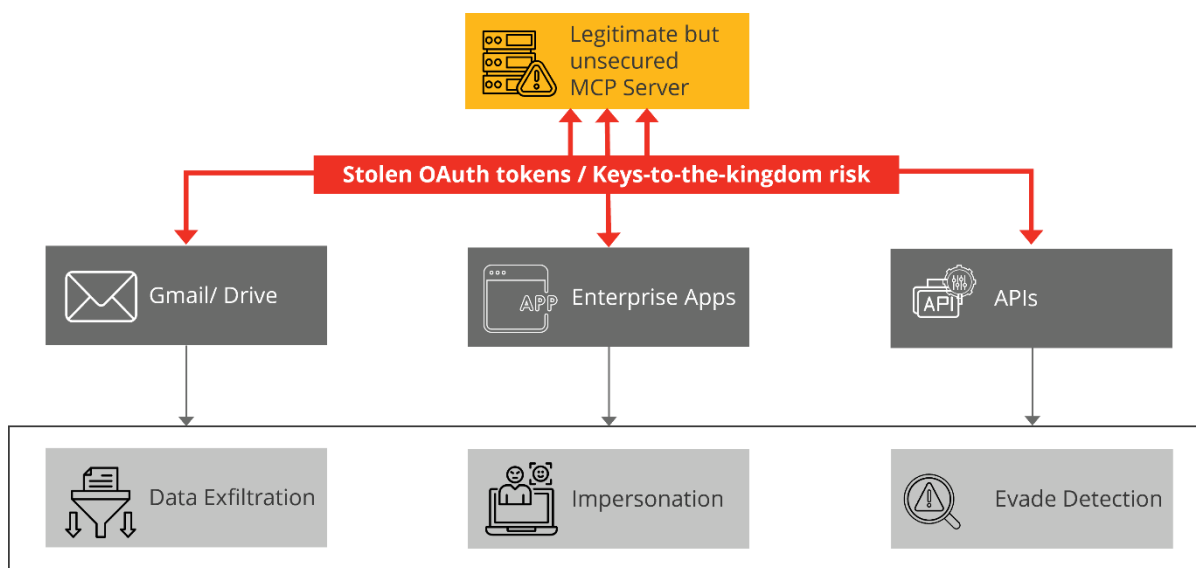 Legitimate but
unsecured
MCP Server
Stolen OAuth tokens / Keys-to-the-kingdom risk
Gmail/ Drive
APP
Enterprise Apps
API
APIs
Data Exfiltration
Impersonation
Evade Detection